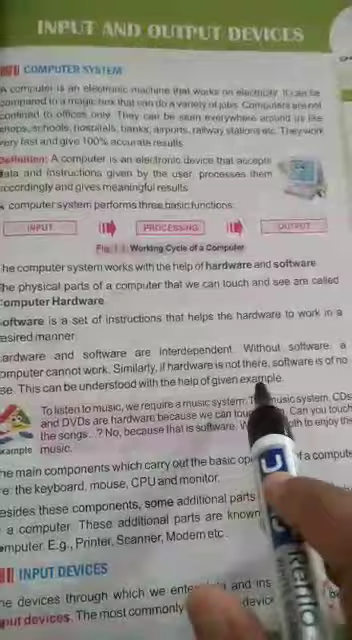 INPUT AND OUTPUT DEVICES
COMPUTER SYSTEM
A computer is an electronic machine that works on electricity. It can be
compared to a magic box that can do a variety of jobs. Computers are not
confined to offices only. They can be seen everywhere around us like
shops, schools, hospitals, banks, airports, railway stations etc. They work
very fast and give 100% accurate results.
Definition: A computer is an electronic device that accepts
data and instructions given by the user, processes them
accordingly and gives meaningful results.
A computer system performs three basic functions:
INPUT PROCESSING OUTPUT
Fig. 1.1: Working Cycle of a Computer
he computer system works with the help of hardware and software.
he physical parts of a computer that we can touch and see are called
omputer Hardware.
oftware is a set of instructions that helps the hardware to work in a
esired manner.
ardware and software are interdependent. Without software, a
omputer cannot work. Similarly, if hardware is not there, software is of no
se. This can be understood with the help of given example.
To listen to music, we require a music system. T music system, CDs
and DVDs are hardware because we can touc Can you touch
the songs...? No, because that is software. W oth to enjoy the
xample music.
he main components which carry out the basic op of a compute
e: the keyboard, mouse, CPU and monitor.
esides these components, some additional parts
a computer. These additional parts are known
mputer. E.g., Printer, Scanner, Modem etc.
INPUT DEVICES
he devices through which we ente and ins
put devices. The most commonly device